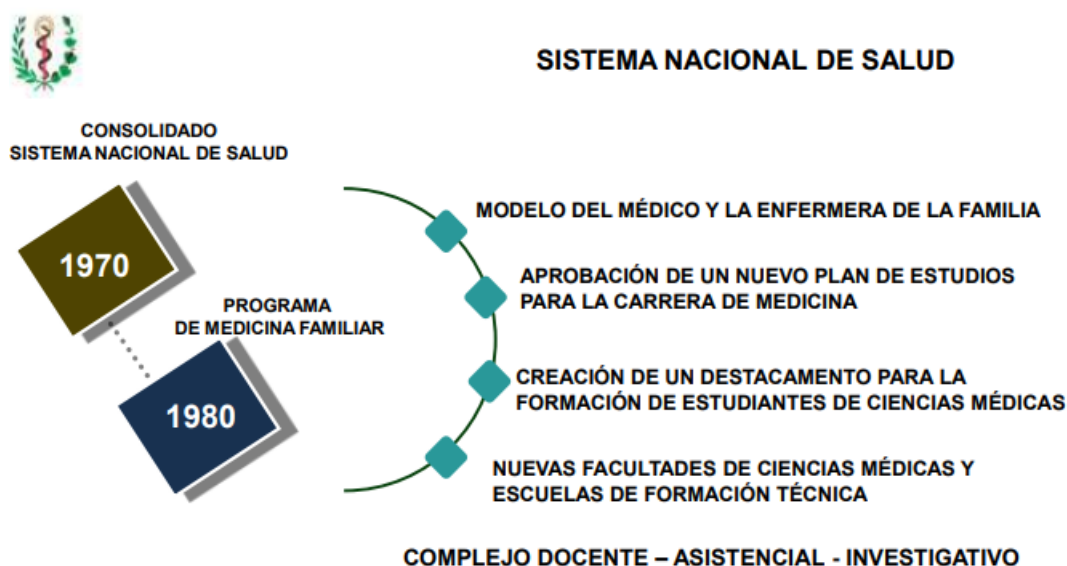 SISTEMA NACIONAL DE SALUD
CONSOLIDADO
SISTEMA NACIONAL DE SALUD
1970
PROGRAMA
DE MEDICINA FAMILIAR
1980
MODELO DEL MÉDICO Y LA ENFERMERA DE LA FAMILIA
APROBACIÓN DE UN NUEVO PLAN DE ESTUDIOS
PARA LA CARRERA DE MEDICINA
CREACIÓN DE UN DESTACAMENTO PARA LA
FORMACIÓN DE ESTUDIANTES DE CIENCIAS MÉDICAS
NUEVAS FACULTADES DE CIENCIAS MÉDICAS Y
ESCUELAS DE FORMACIÓN TÉCNICA
COMPLEJO DOCENTE – ASISTENCIAL - INVESTIGATIVO